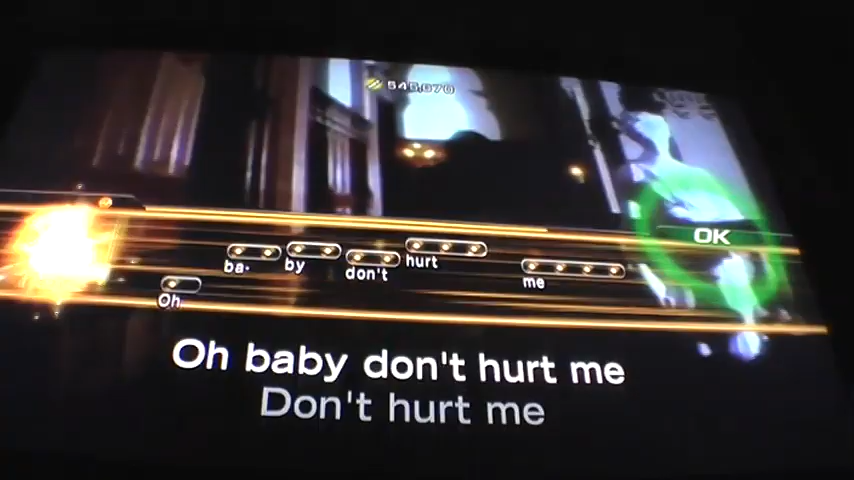 545,070
OK
Oh
ba·
by
don't
hurt
me
Oh baby don't hurt me
Don't hurt me